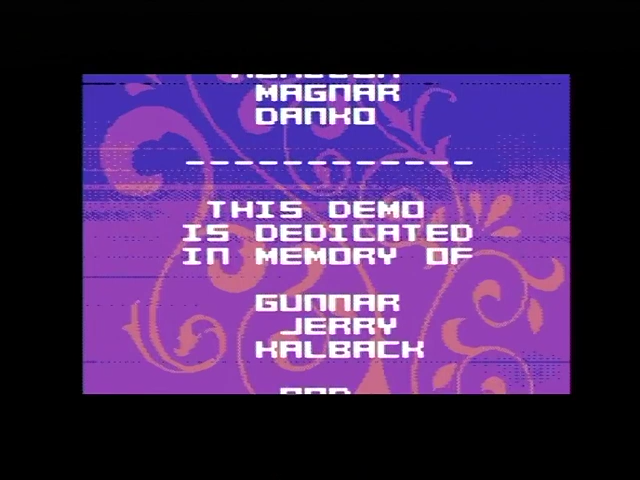 MAGNAR
DANKO
------------
THIS DEMO
IS DEDICATED
IN MEMORY OF
GUNNAR
JERRY
KALBACK